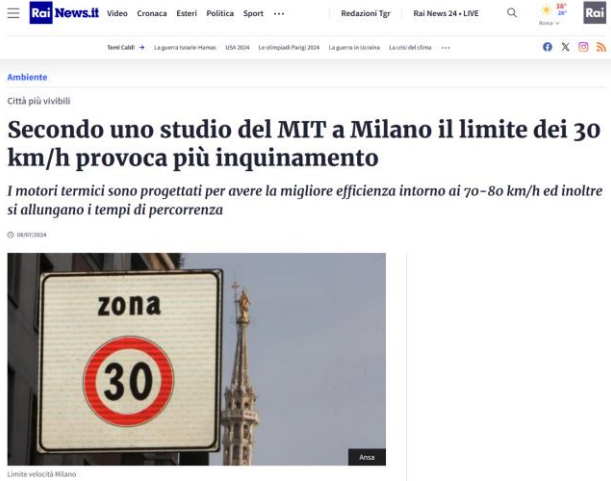 Rai News.it Video Cronaca Esteri Politica Sport ••• Redazioni Tgr Rai News 24 • LIVE 38° 26° Roma Rai
Temi Caldi → La guerra Israele-Hamas USA 2024 Le olimpiadi Parigi 2024 La guerra in Ucraina La crisi del clima •••
Ambiente
Città più vivibili
Secondo uno studio del MIT a Milano il limite dei 30
km/h provoca più inquinamento
I motori termici sono progettati per avere la migliore efficienza intorno ai 70-80 km/h ed inoltre
si allungano i tempi di percorrenza
08/07/2024
zona
30
Ansa
Limite velocità Milano